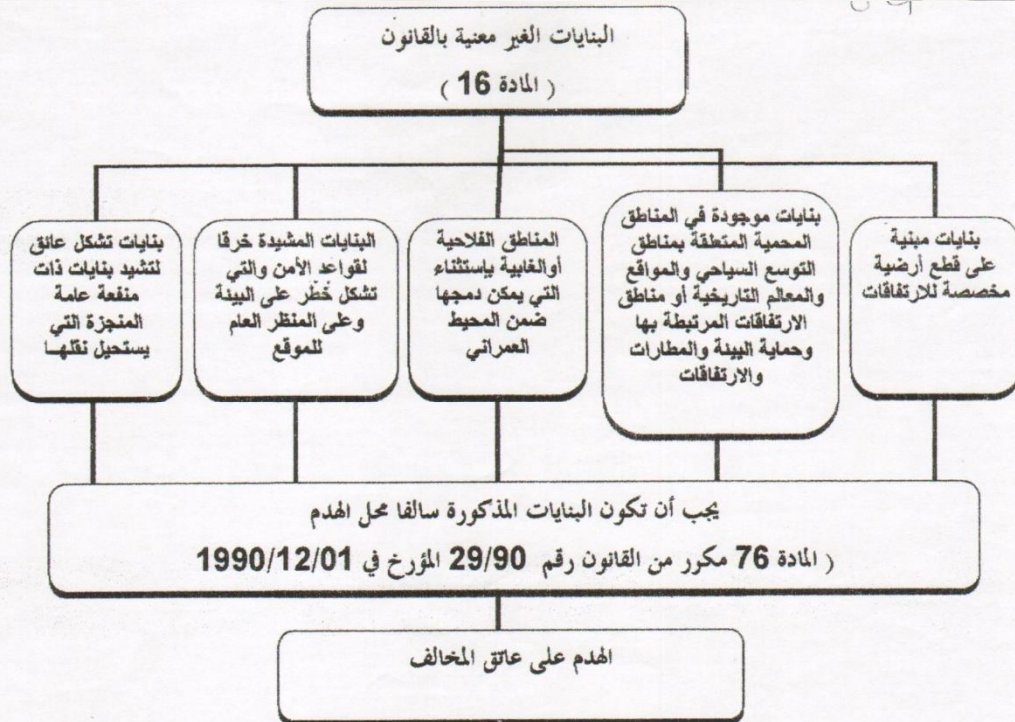 البنايات الغير معنية بالقانون
( المادة 16 )
بنايات مبنية
على قطع أرضية
مخصصة للارتفاقات
بنايات موجودة في المناطق
المحمية المتعلقة بمناطق
التوسع السياحي والمواقع
والمعالم التاريخية أو مناطق
الارتفاقات المرتبطة بها
وحماية البيئة والمطارات
والارتفاقات
المناطق الفلاحية
أوالغابية بإستثناء
التي يمكن دمجها
ضمن المحيط
العمراني
البنايات المشيدة خرقا
لقواعد الأمن والتي
تشكل خطر على البيئة
وعلى المنظر العام
للموقع
بنايات تشكل عائق
لتشيد بنايات ذات
منفعة عامة
المنجزة التي
يستحيل نقلها
يجب أن تكون البنايات المذكورة سالفا محل الهدم
( المادة 76 مكرر من القانون رقم 29/90 المؤرخ في 1990/12/01
الهدم على عاتق المخالف